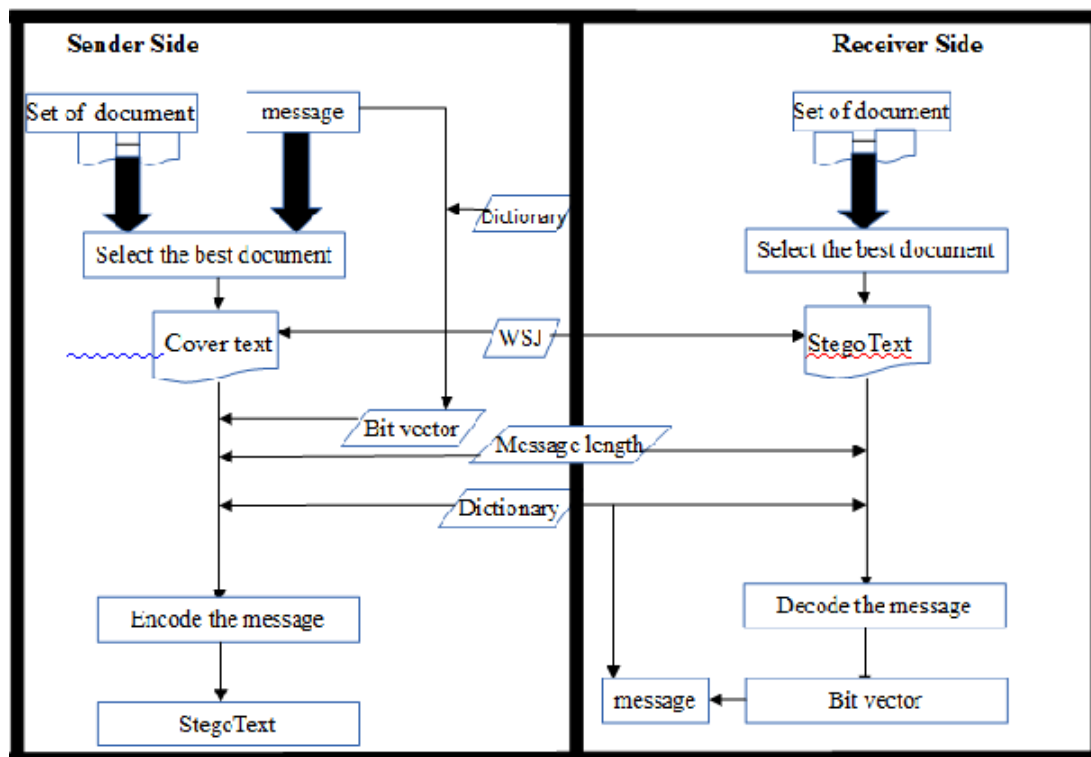 Sender Side
Set of document
message
Dictionary
Select the best document
Cover text
WSJ
Bit vector
Message length
Dictionary
Encode the message
StegoText
Receiver Side
Set of document
Select the best document
StegoText
Decode the message
message
Bit vector